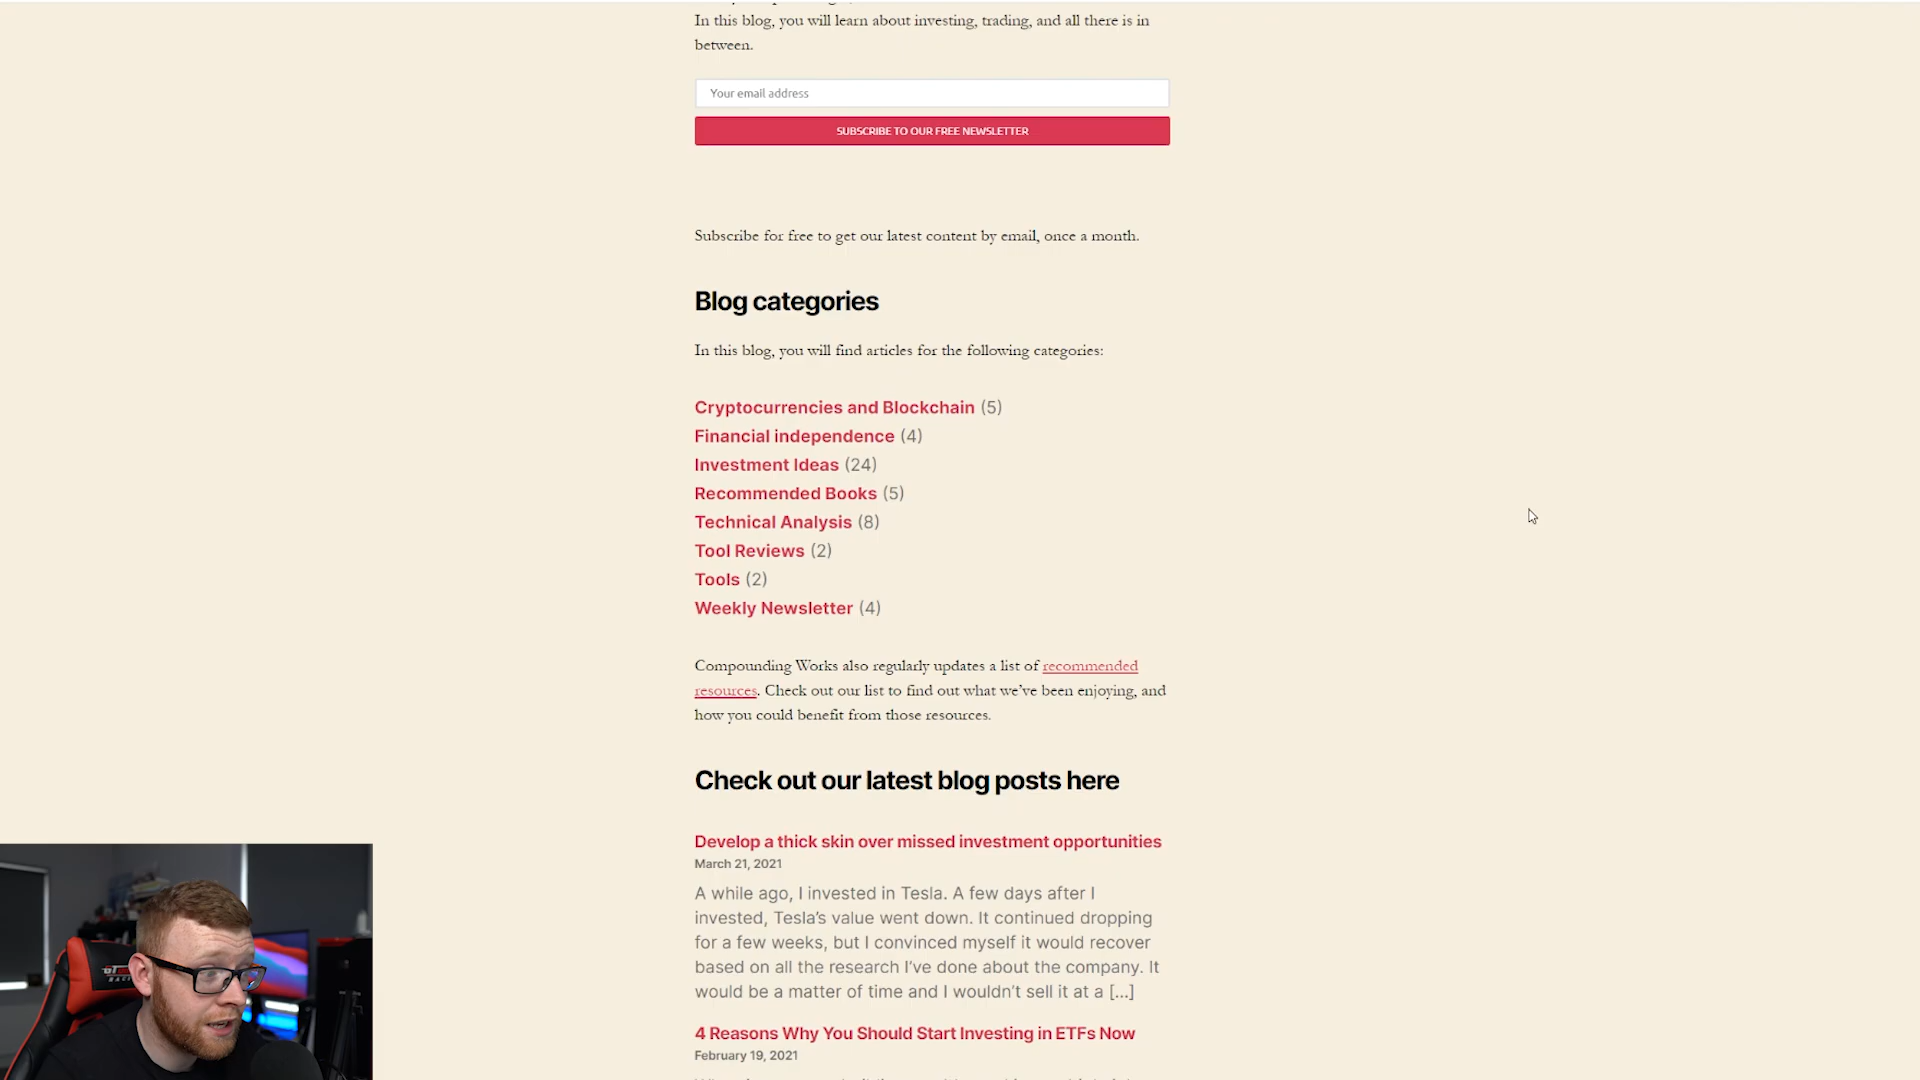 In this blog, you will learn about investing, trading, and all there is in
between.
Your email address
SUBSCRIBE TO OUR FREE NEWSLETTER
Subscribe for free to get our latest content by email, once a month.
Blog categories
In this blog, you will find articles for the following categories:
Cryptocurrencies and Blockchain (5)
Financial independence (4)
Investment Ideas (24)
Recommended Books (5)
Technical Analysis (8)
Tool Reviews (2)
Tools (2)
Weekly Newsletter (4)
Compounding Works also regularly updates a list of recommended
resources. Check out our list to find out what we’ve been enjoying, and
how you could benefit from those resources.
Check out our latest blog posts here
Develop a thick skin over missed investment opportunities
March 21, 2021
A while ago, I invested in Tesla. A few days after I
invested, Tesla’s value went down. It continued dropping
for a few weeks, but I convinced myself it would recover
based on all the research I’ve done about the company. It
would be a matter of time and I wouldn’t sell it at a [...]
4 Reasons Why You Should Start Investing in ETFs Now
February 19, 2021